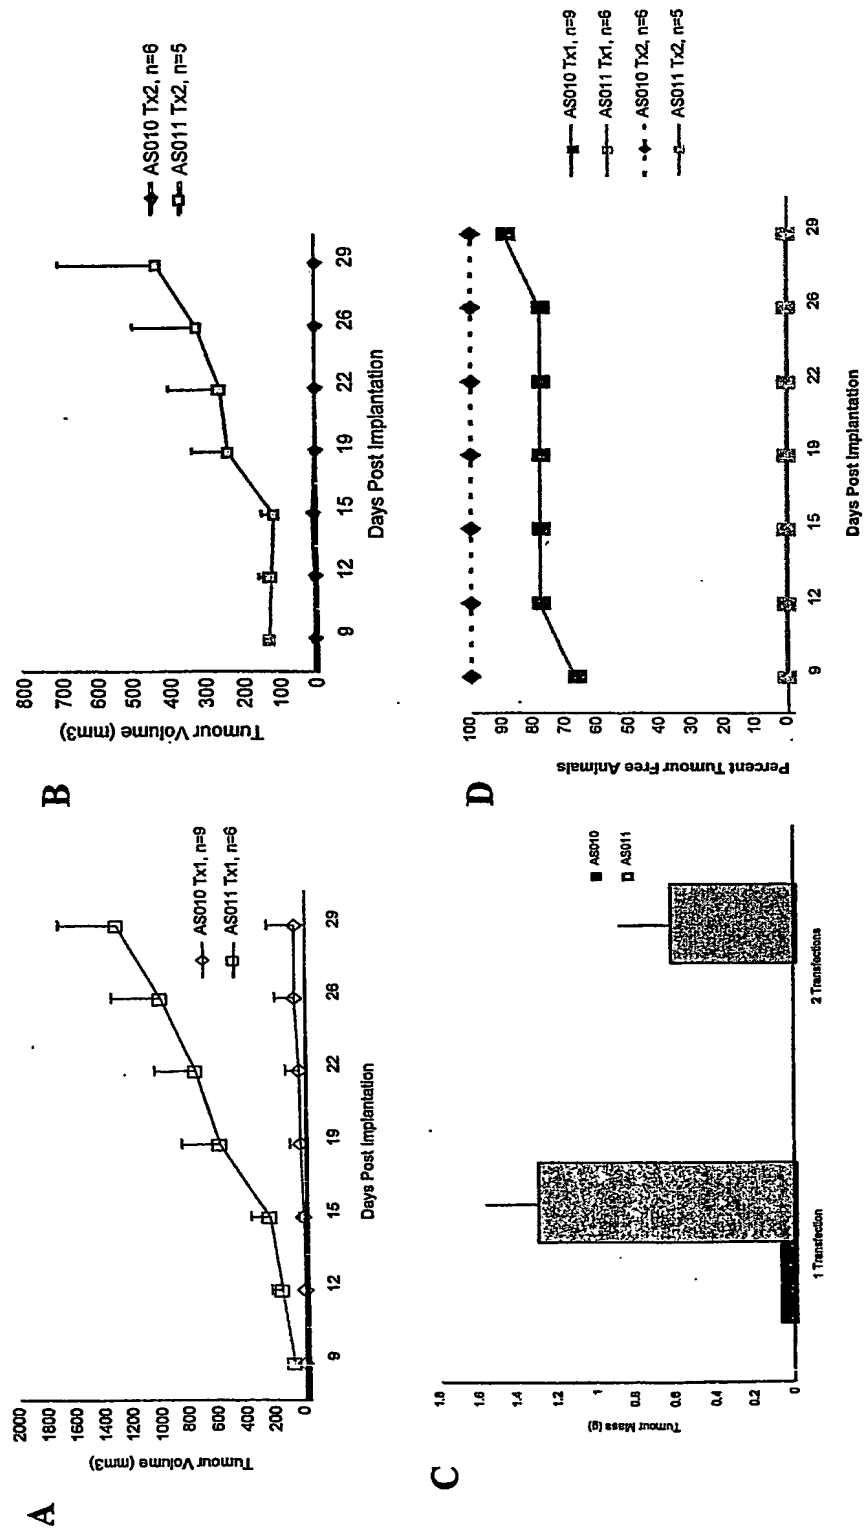 A
Tumour Volume (mm3)
2000
1800
1600
1400
1200
1000
800
600
400
200
0
9
12
15
19
22
26
29
Days Post Implantation
AS010 Tx1, n=9
AS011 Tx1, n=6
B
Tumour Volume (mm3)
800
700
600
500
400
300
200
100
0
9
12
15
19
22
26
29
Days Post Implantation
AS010 Tx2, n=6
AS011 Tx2, n=5
C
Tumour Mass (g)
1.8
1.6
1.4
1.2
1
0.8
0.6
0.4
0.2
0
1 Transfection
2 Transfections
AS010
AS011
D
Percent Tumour Free Animals
100
90
80
70
60
50
40
30
20
10
0
9
12
15
19
22
26
29
Days Post Implantation
AS010 Tx1, n=9
AS011 Tx1, n=6
AS010 Tx2, n=6
AS011 Tx2, n=5